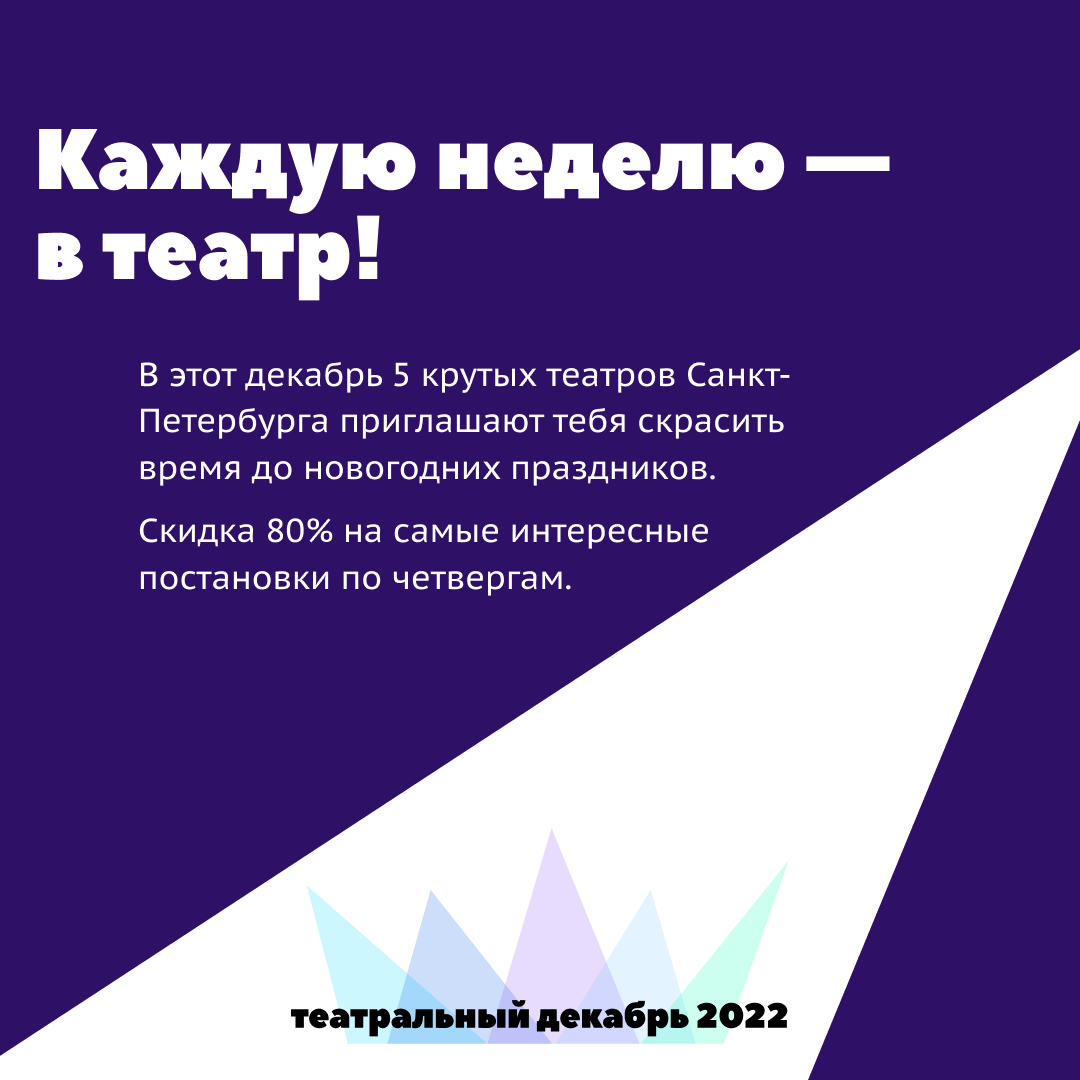 Каждую неделю —
в театр!
В этот декабрь 5 крутых театров Санкт-
Петербурга приглашают тебя скрасить
время до новогодних праздников.
Скидка 80% на самые интересные
постановки по четвергам.
театральный декабрь 2022